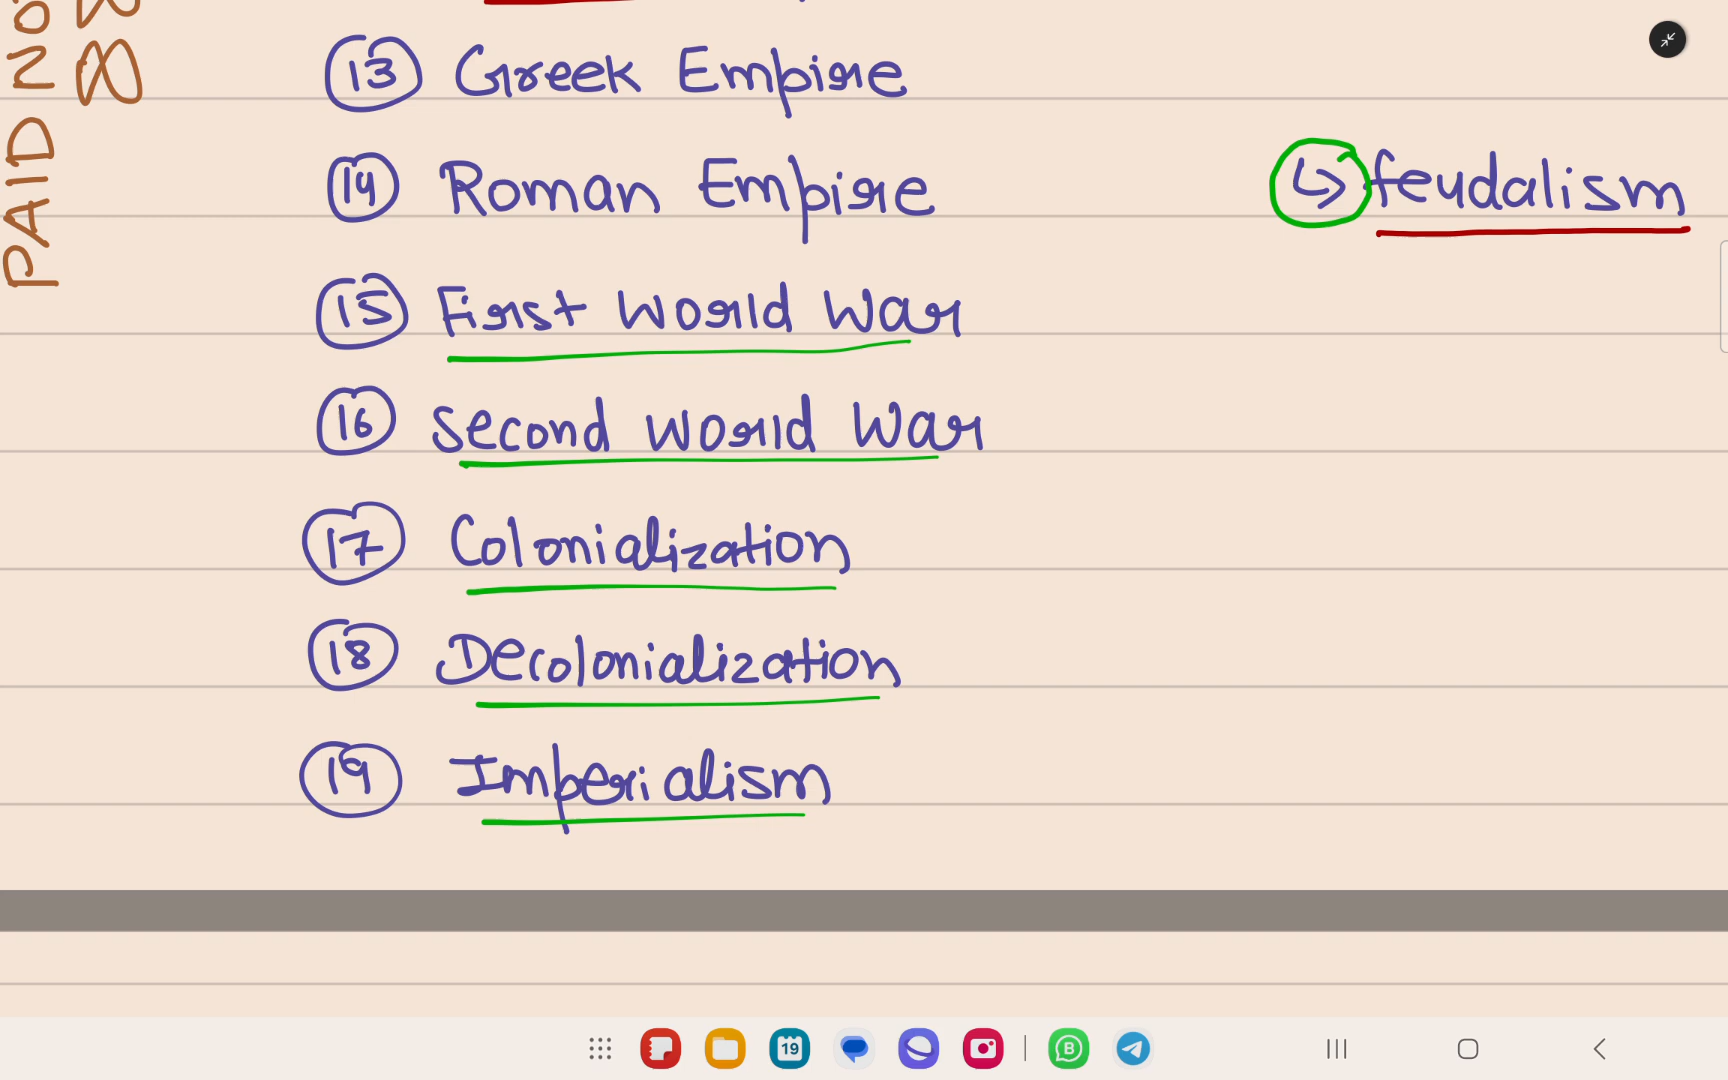 13 Greek Empire
14 Roman Empire
↳ feudalism
15 First World War
16 Second World War
17 Colonialization
18 Decolonialization
19 Imperialism
PAID NO
19
B